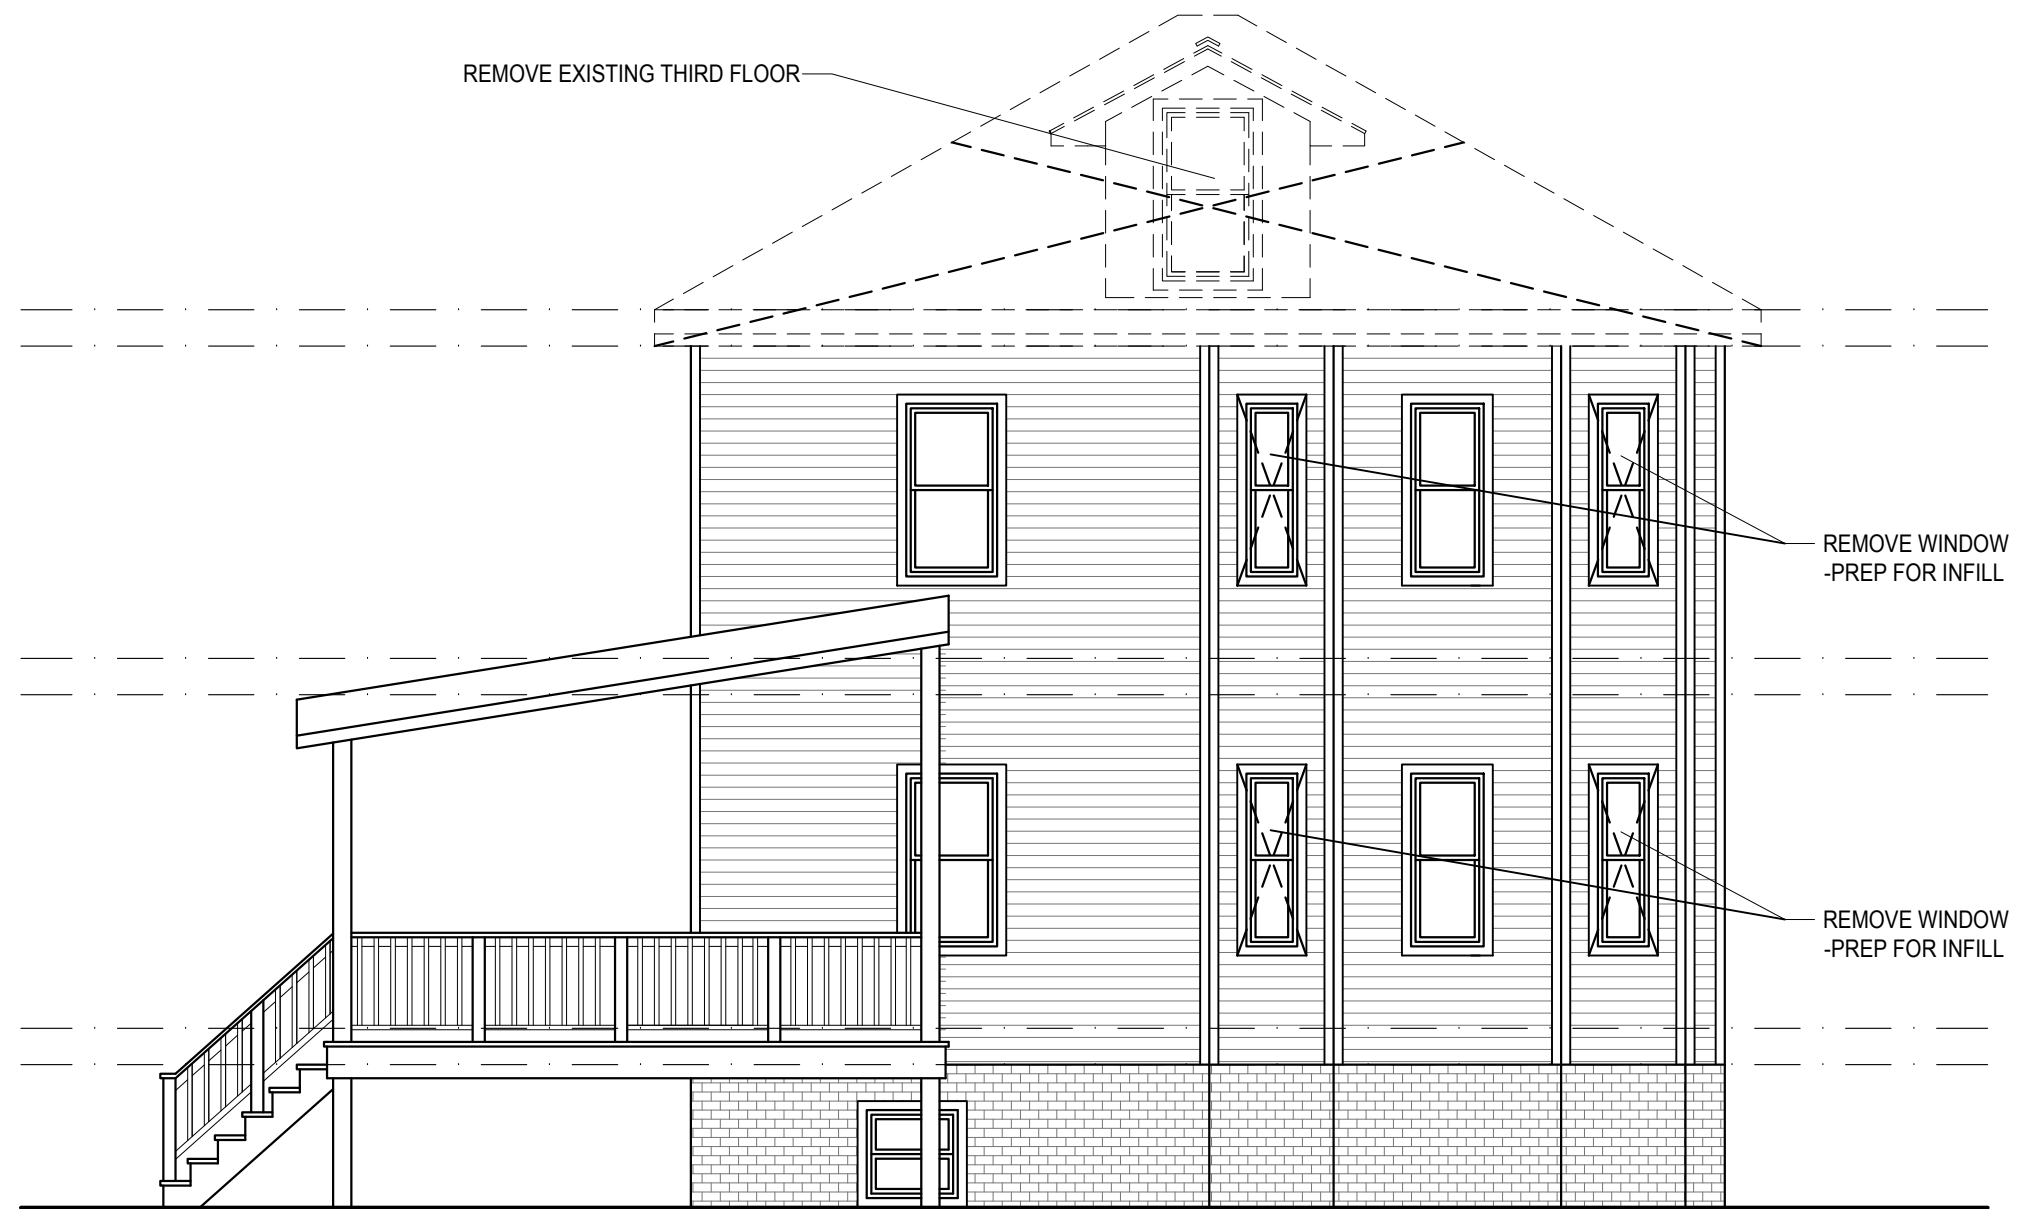 REMOVE EXISTING THIRD FLOOR
REMOVE WINDOW
-PREP FOR INFILL
REMOVE WINDOW
-PREP FOR INFILL